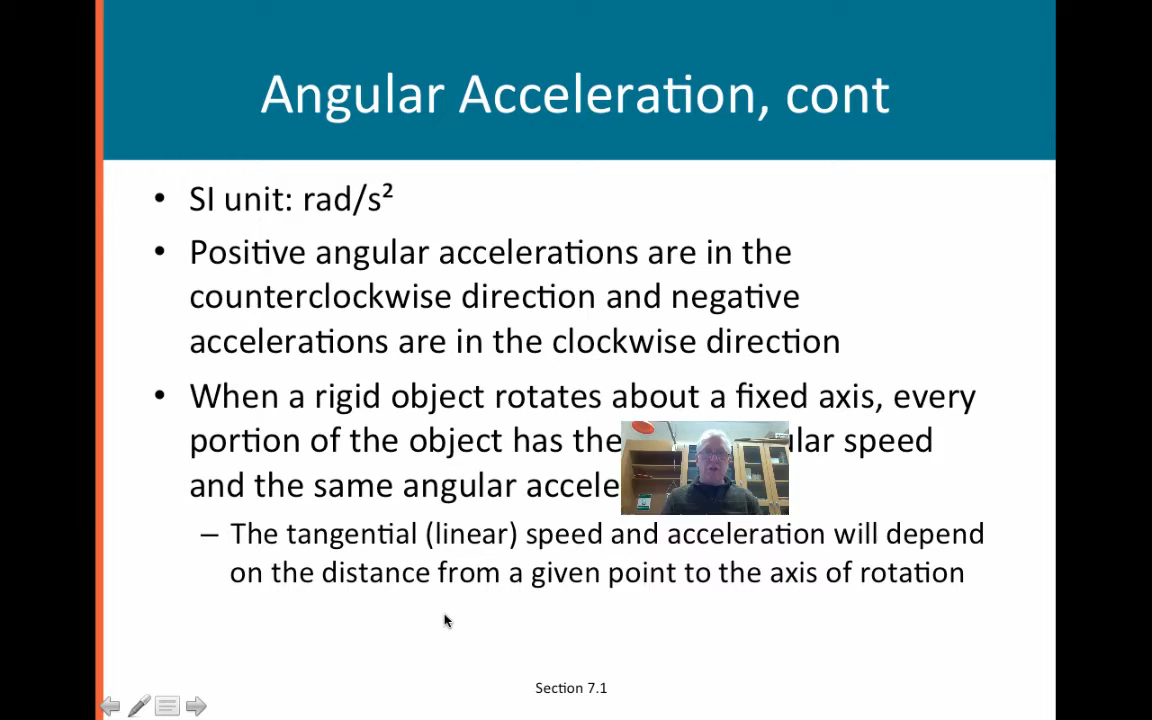 Angular Acceleration, cont
• SI unit: rad/s²
• Positive angular accelerations are in the
counterclockwise direction and negative
accelerations are in the clockwise direction
• When a rigid object rotates about a fixed axis, every
portion of the object has the ular speed
and the same angular accele
– The tangential (linear) speed and acceleration will depend
on the distance from a given point to the axis of rotation
Section 7.1